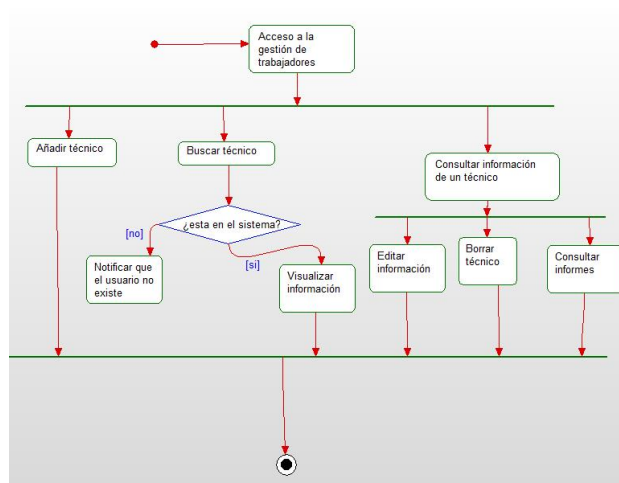 Acceso a la
gestión de
trabajadores
Añadir técnico
Buscar técnico
Consultar información
de un técnico
¿esta en el sistema?
[no]
[si]
Notificar que
el usuario no
existe
Visualizar
información
Editar
información
Borrar
técnico
Consultar
informes